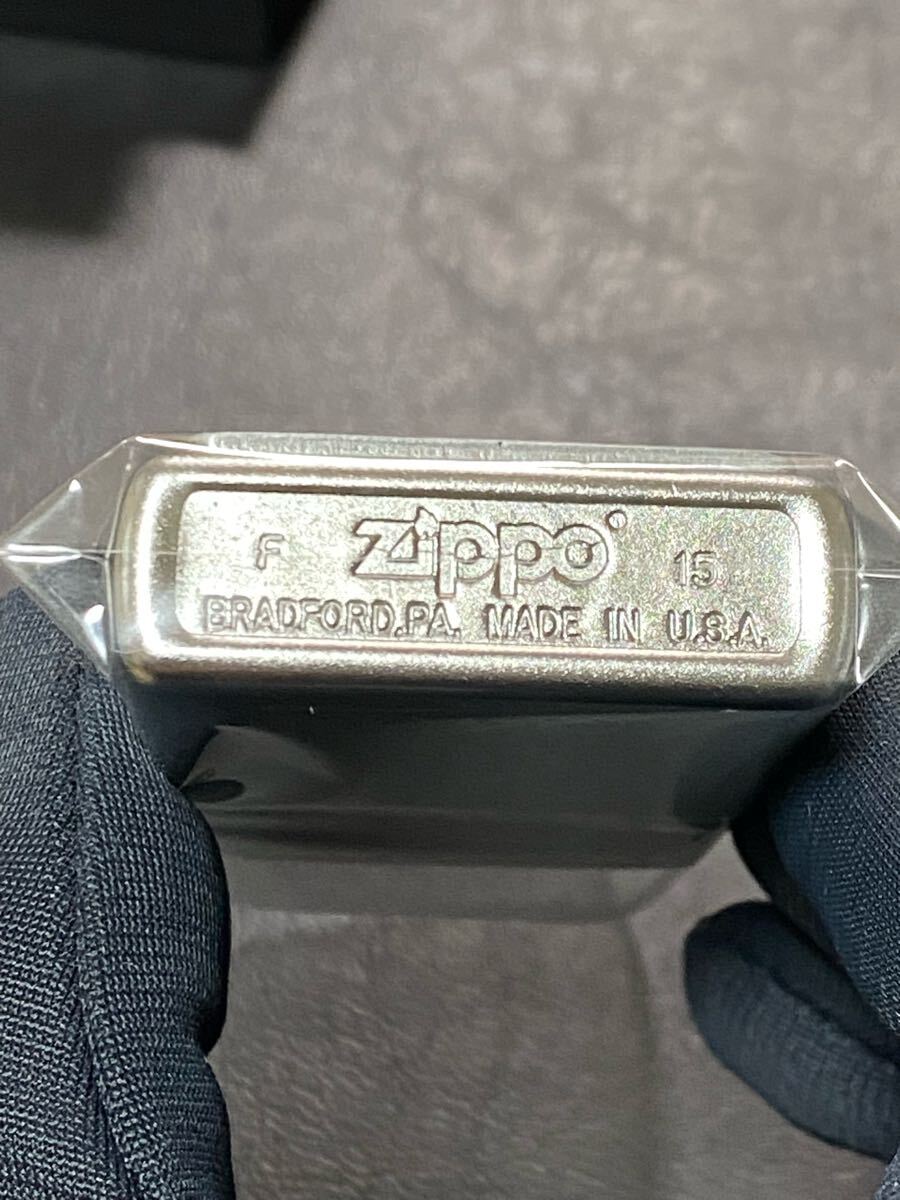 F Zippo® 15
BRADFORD,PA. MADE IN U.S.A.